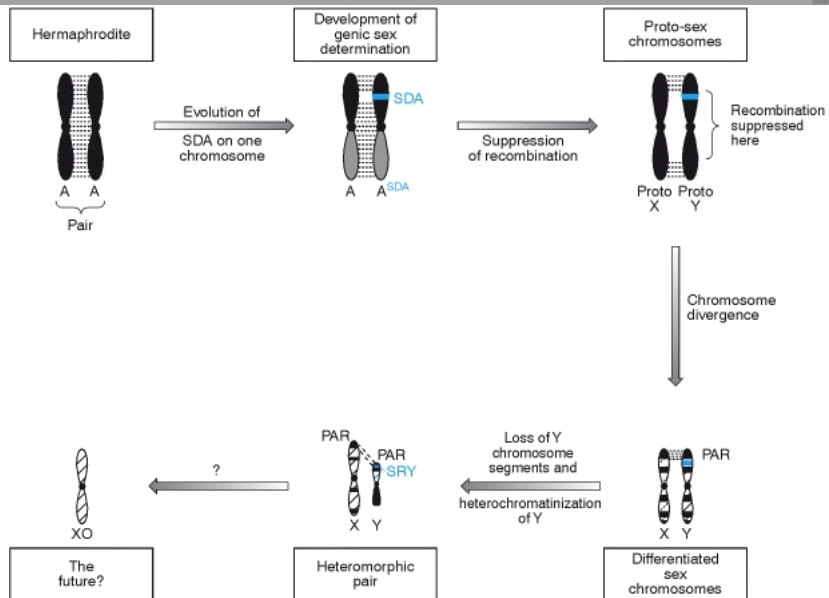 Hermaphrodite
Development of
genic sex
determination
Proto-sex
chromosomes
Evolution of
SDA on one
chromosome
SDA
Suppression
of recombination
Recombination
suppressed
here
A A
Pair
A A SDA
Proto Proto
X Y
Chromosome
divergence
PAR
PAR
SRY
X Y
Loss of Y
chromosome
segments and
heterochromatinization
of Y
PAR
X Y
?
XO
The
future?
Heteromorphic
pair
Differentiated
sex
chromosomes